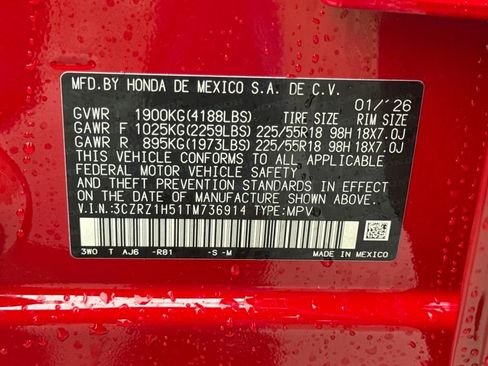 MFD.BY HONDA DE MEXICO S.A. DE C.V.
01/'26
GVWR 1900KG(4188LBS) TIRE SIZE RIM SIZE
GAWR F 1025KG(2259LBS) 225/55R18 98H 18X7.0J
GAWR R 895KG(1973LBS) 225/55R18 98H 18X7.0J
THIS VEHICLE CONFORMS TO ALL APPLICABLE
FEDERAL MOTOR VEHICLE SAFETY
AND THEFT PREVENTION STANDARDS IN EFFECT
ON THE DATE OF MANUFACTURE SHOWN ABOVE.
V.I.N.:3CZRZ1H51TM736914 TYPE:MPV
3W0 T AJ6 -R81 -S -M MADE IN MEXICO